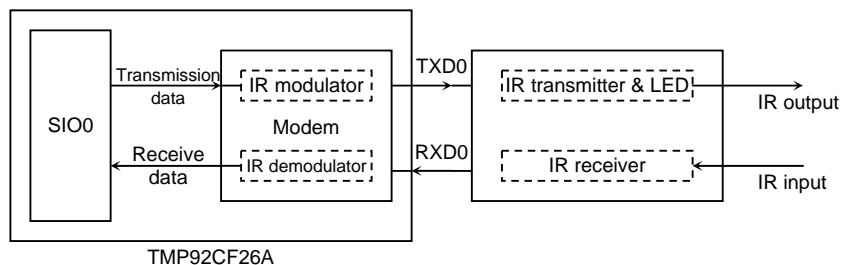 SIO0
Transmission
data
Receive
data
IR modulator
Modem
IR demodulator
TXD0
RXD0
IR transmitter & LED
IR receiver
IR output
IR input
TMP92CF26A